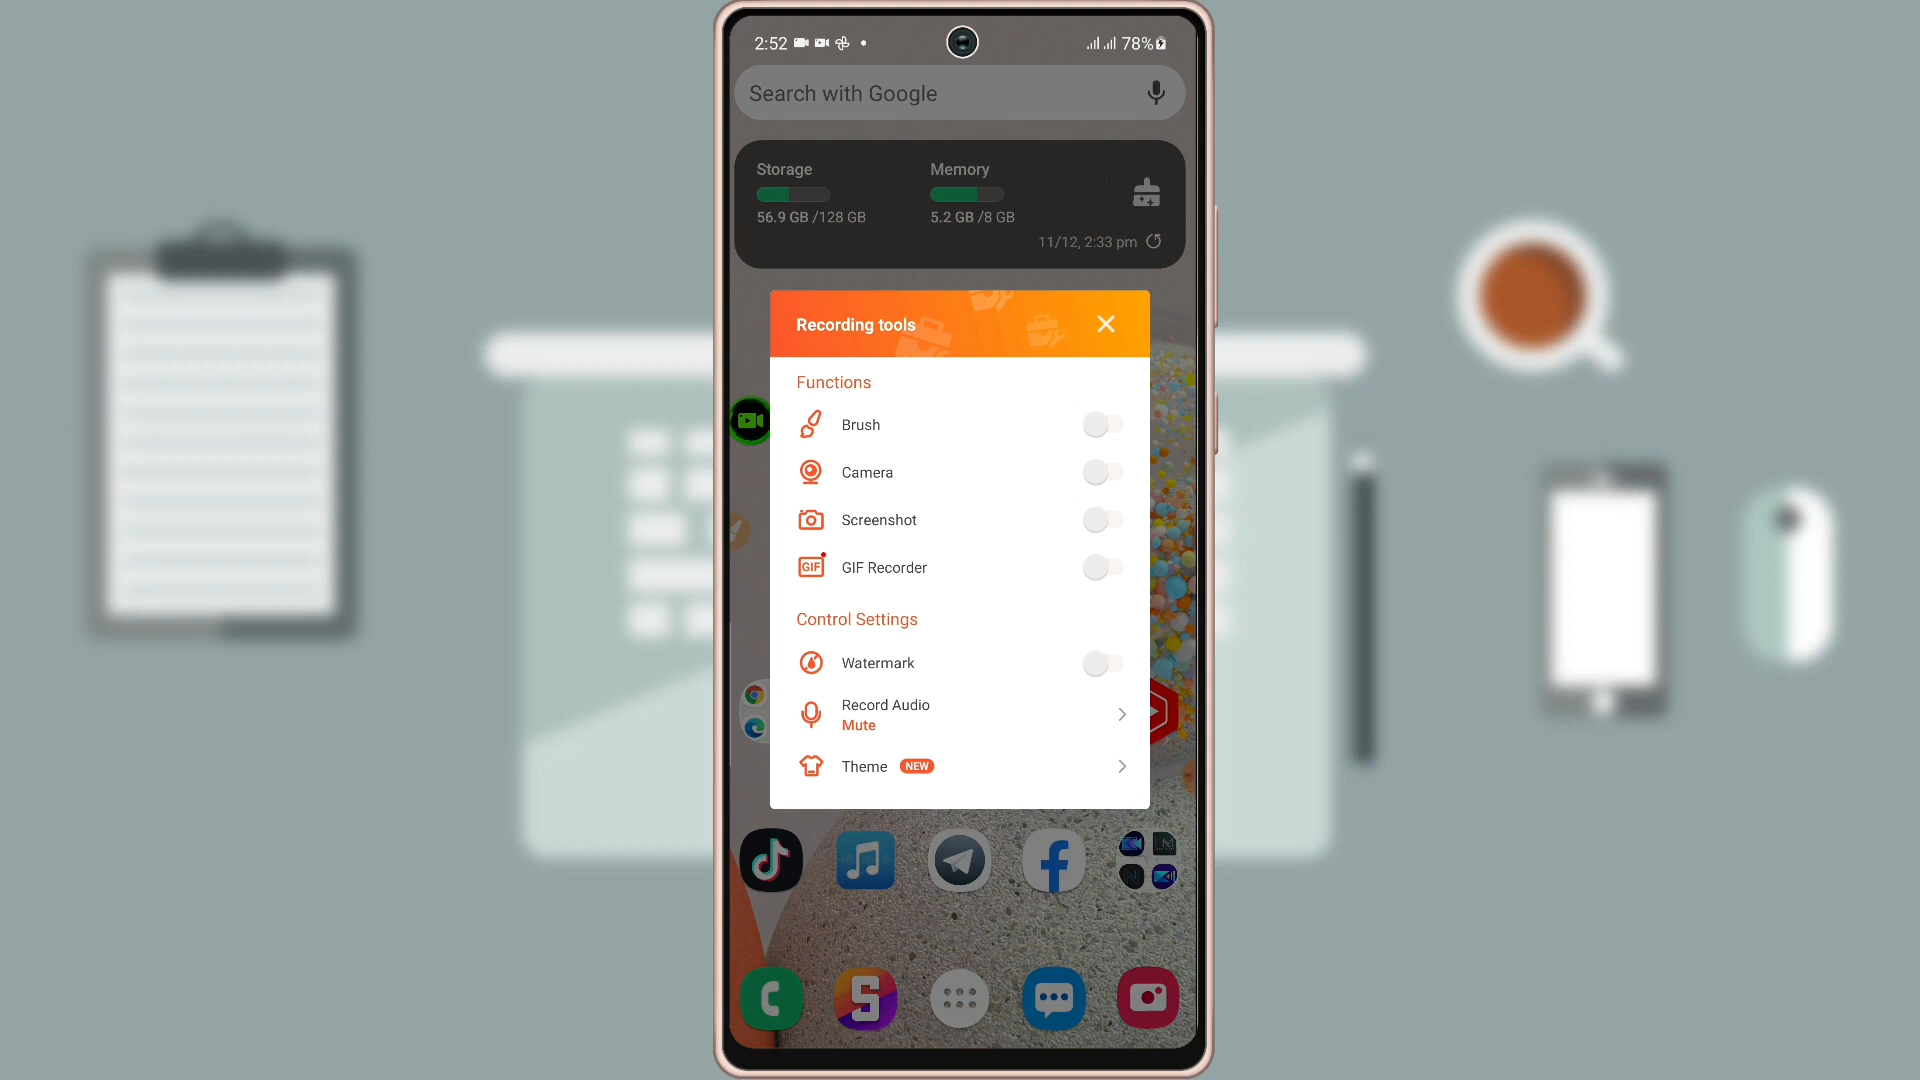 2:52
78%
Search with Google
Storage
Memory
56.9 GB /128 GB
5.2 GB /8 GB
11/12, 2:33 pm
Recording tools
Functions
Brush
Camera
Screenshot
GIF
GIF Recorder
Control Settings
Watermark
Record Audio
Mute
Theme NEW